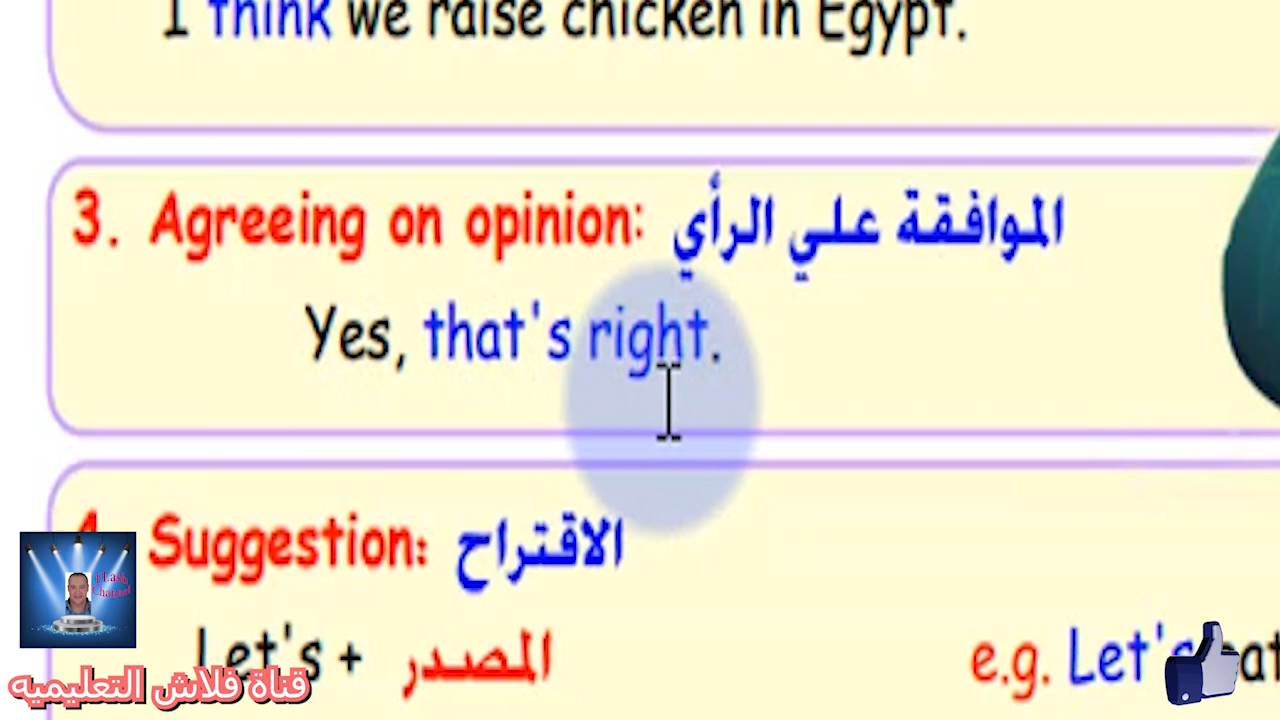 I think we raise chicken in Egypt.
3. Agreeing on opinion: الموافقة علي الرأي
Yes, that's right.
4. Suggestion: الاقتراح
Let's + المصدر e.g. Let's
Flash Channel
قناة فلاش التعليميه